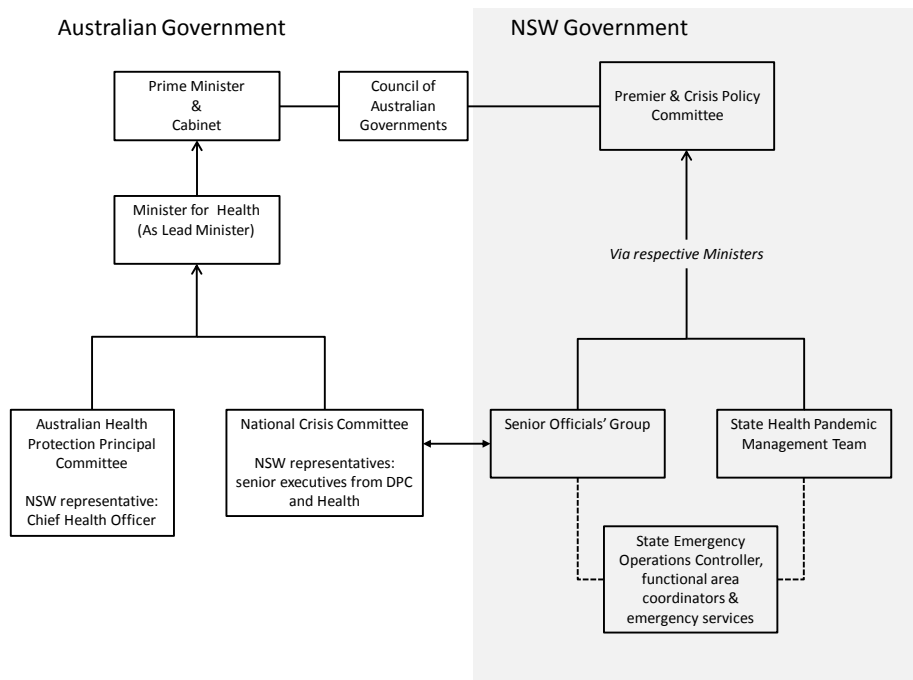 Australian Government
NSW Government
Prime Minister
&
Cabinet
Council of
Australian
Governments
Premier & Crisis Policy
Committee
Minister for Health
(As Lead Minister)
Via respective Ministers
Australian Health
Protection Principal
Committee
NSW representative:
Chief Health Officer
National Crisis Committee
NSW representatives:
senior executives from DPC
and Health
Senior Officials’ Group
State Health Pandemic
Management Team
State Emergency
Operations Controller,
functional area
coordinators &
emergency services